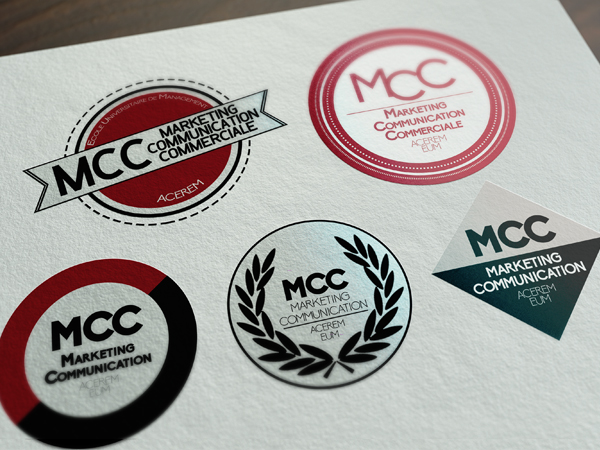 Ecole Universitaire de Management
MCC
Marketing
Communication
Commerciale
Acerem
MCC
Marketing
Communication
Commerciale
Acerem
EUM
MCC
Marketing
Communication
Acerem
EUM
MCC
Marketing
Communication
Acerem
EUM
MCC
Marketing
Communication
Acerem
EUM